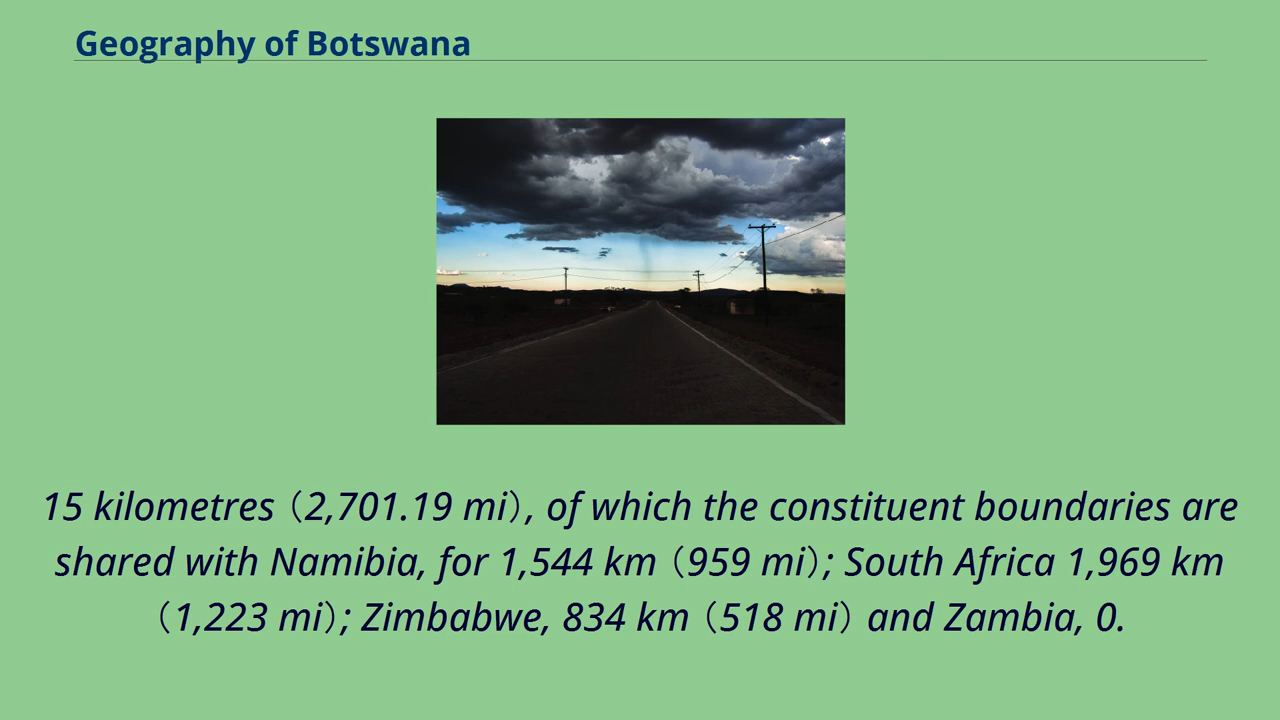 Geography of Botswana
15 kilometres (2,701.19 mi), of which the constituent boundaries are
shared with Namibia, for 1,544 km (959 mi); South Africa 1,969 km
(1,223 mi); Zimbabwe, 834 km (518 mi) and Zambia, 0.